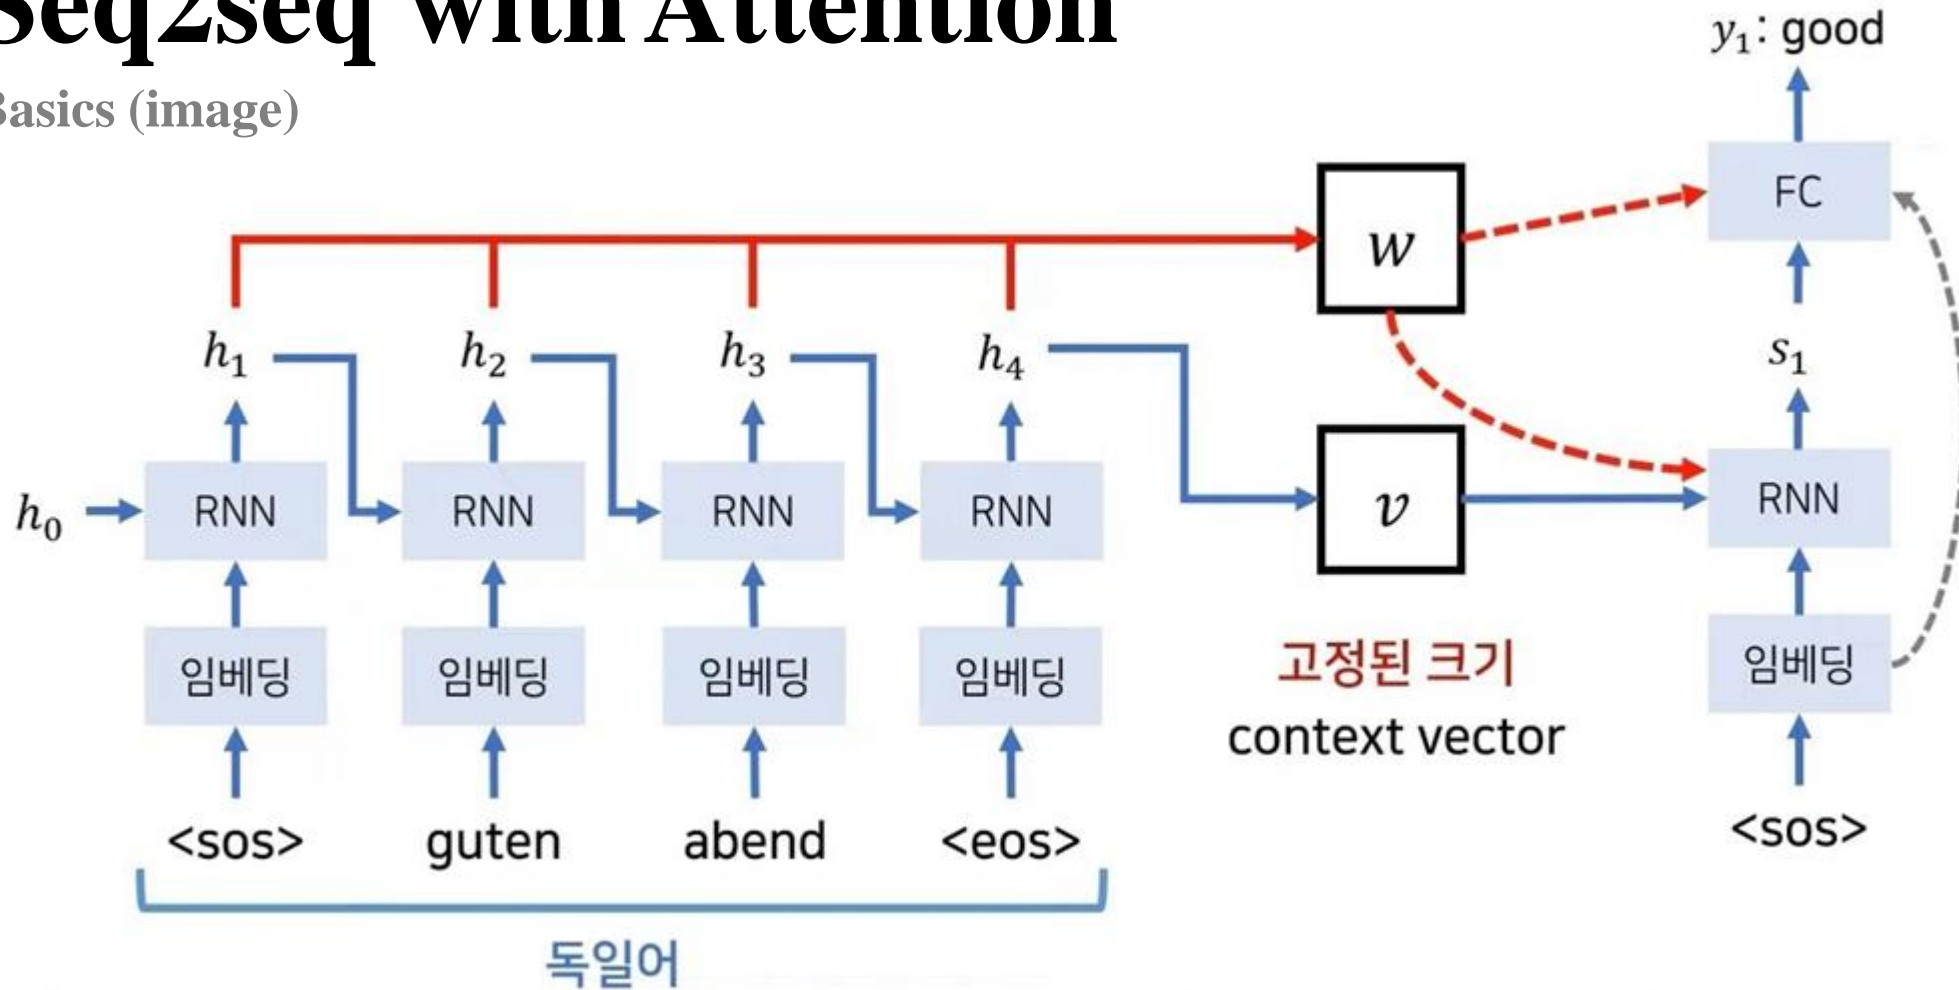 Seq2seq with Attention
Basics (image)
y₁: good
FC
w
h₁ h₂ h₃ h₄ s₁
h₀ RNN RNN RNN RNN v RNN
임베딩 임베딩 임베딩 임베딩 고정된 크기 임베딩
context vector
<sos> guten abend <eos> <sos>
독일어